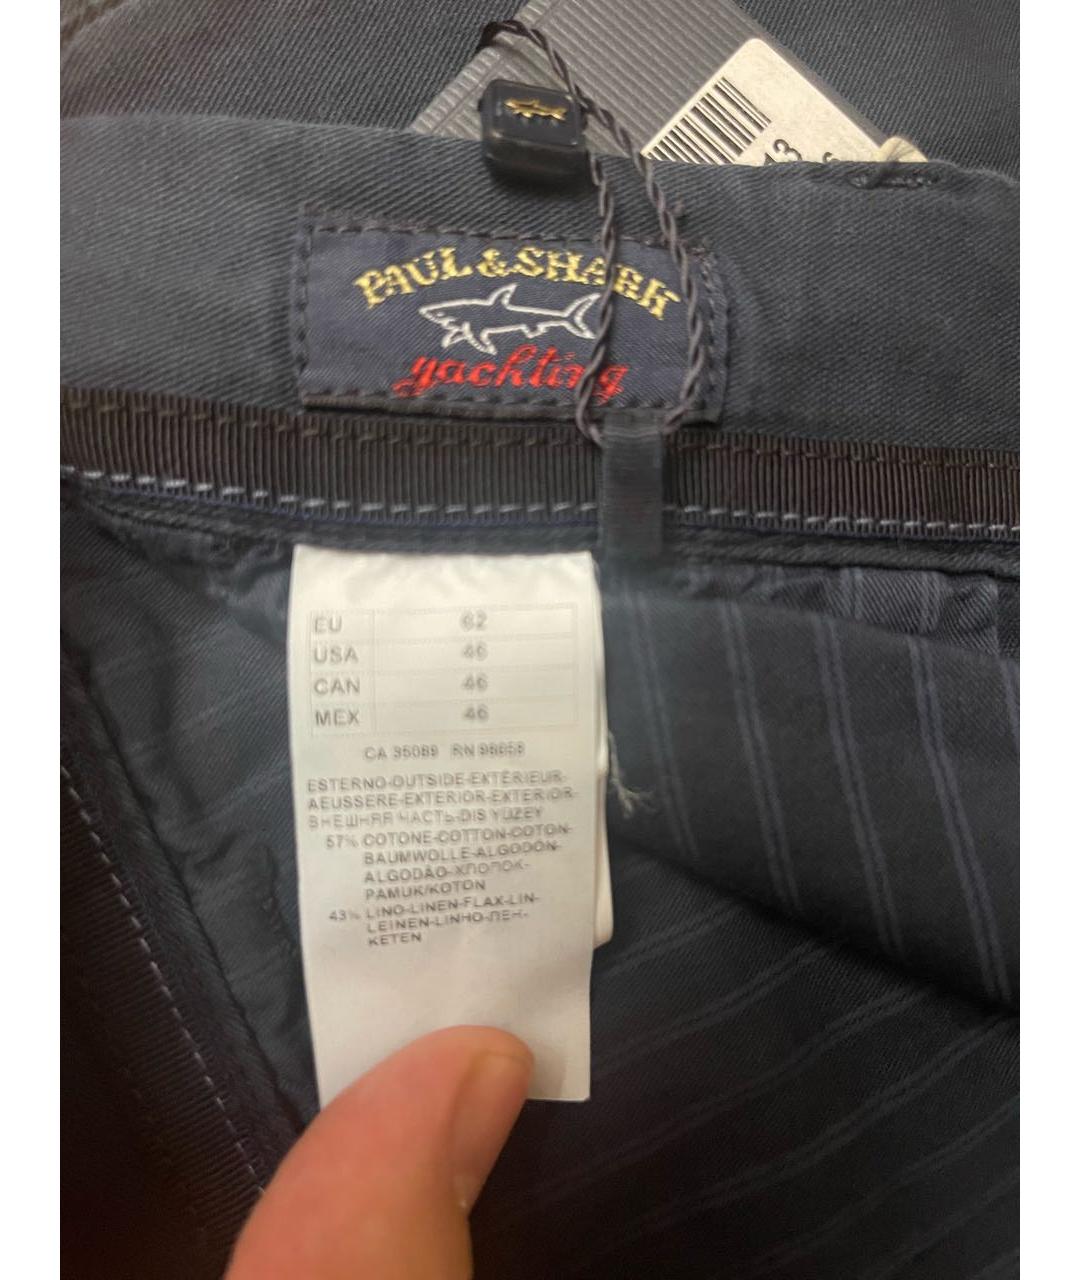 PAUL & SHARK
yachting
EU 62
USA 46
CAN 46
MEX 46
CA 35089 RN 98658
ESTERNO-OUTSIDE-EXTÉRIEUR-
AEUSSERE-EXTERIOR-EXTERIOR-
ВНЕШНЯЯ ЧАСТЬ-DIS YÜZEY
57% COTONE-COTTON-COTON-
BAUMWOLLE-ALGODÓN-
ALGODÃO-ХЛОПОК-
PAMUK/KOTON
43% LINO-LINEN-FLAX-LIN-
LEINEN-LINHO-ЛЕН-
KETEN